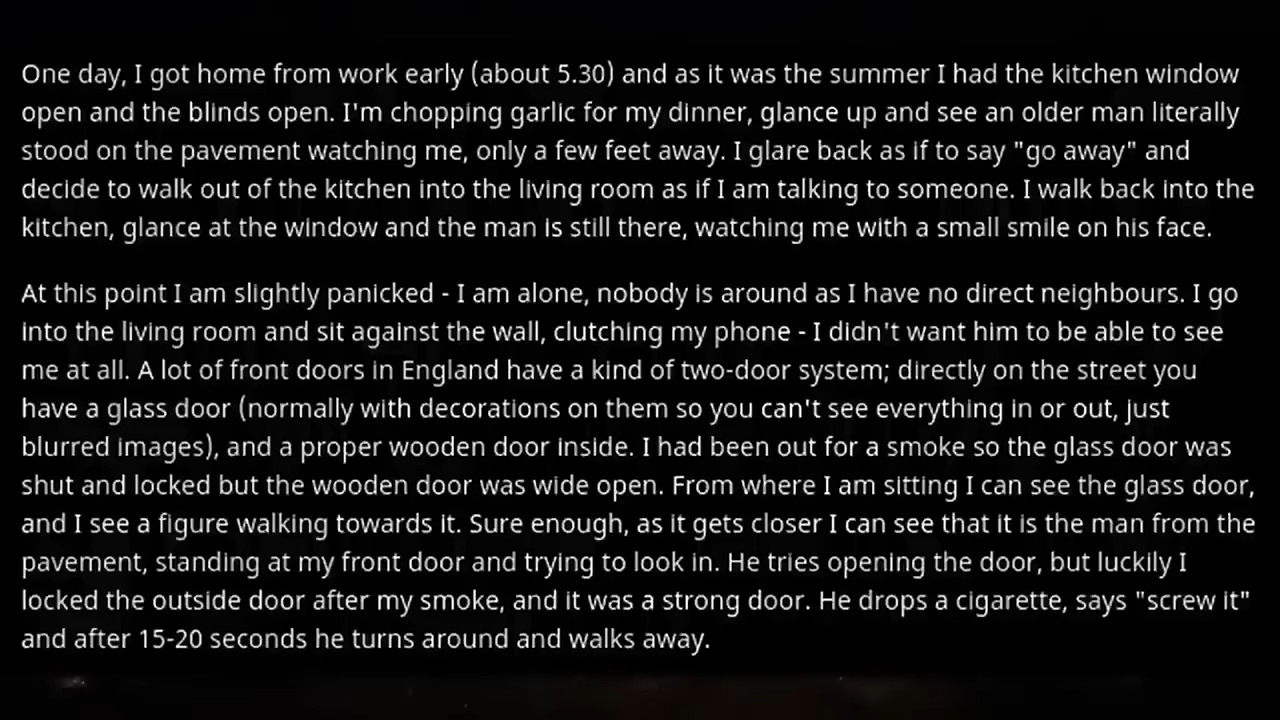 One day, I got home from work early (about 5.30) and as it was the summer I had the kitchen window
open and the blinds open. I'm chopping garlic for my dinner, glance up and see an older man literally
stood on the pavement watching me, only a few feet away. I glare back as if to say "go away" and
decide to walk out of the kitchen into the living room as if I am talking to someone. I walk back into the
kitchen, glance at the window and the man is still there, watching me with a small smile on his face.
At this point I am slightly panicked - I am alone, nobody is around as I have no direct neighbours. I go
into the living room and sit against the wall, clutching my phone - I didn't want him to be able to see
me at all. A lot of front doors in England have a kind of two-door system; directly on the street you
have a glass door (normally with decorations on them so you can't see everything in or out, just
blurred images), and a proper wooden door inside. I had been out for a smoke so the glass door was
shut and locked but the wooden door was wide open. From where I am sitting I can see the glass door,
and I see a figure walking towards it. Sure enough, as it gets closer I can see that it is the man from the
pavement, standing at my front door and trying to look in. He tries opening the door, but luckily I
locked the outside door after my smoke, and it was a strong door. He drops a cigarette, says "screw it"
and after 15-20 seconds he turns around and walks away.